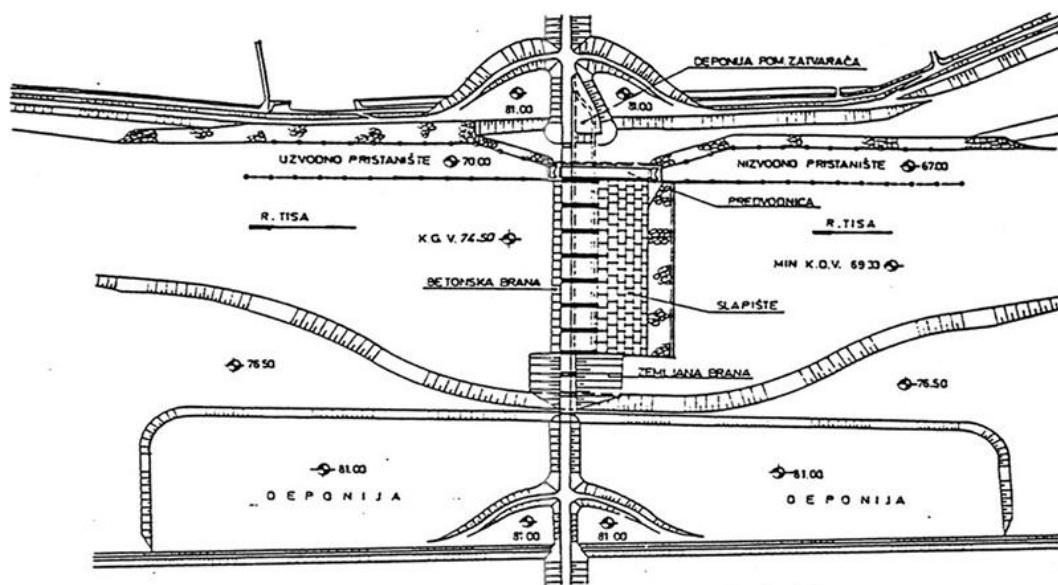 DEPONIJA POM. ZATVARAČA
81.00
81.00
UZVODNO PRISTANIŠTE
70.00
NIZVODNO PRISTANIŠTE
67.00
PREVODNICA
R. TISA
R. TISA
K.G.V. 74.50
MIN K.D.V. 69.33
BETONSKA BRANA
SLAPIŠTE
76.50
ZEMLJANA BRANA
76.50
81.00
81.00
DEPONIJA
DEPONIJA
81.00
81.00